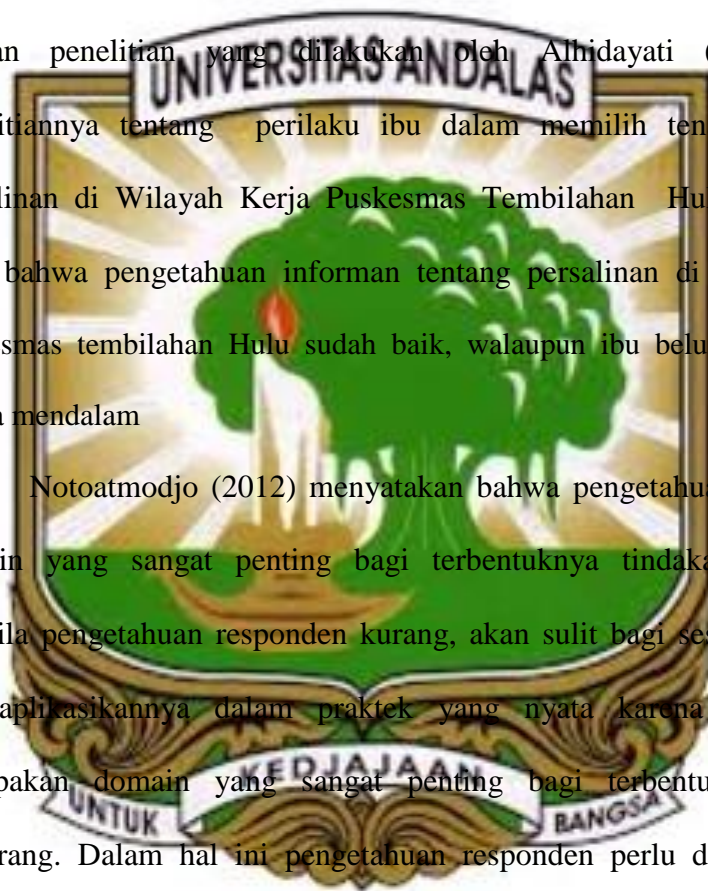 an penelitian yang dilakukan oleh Alhidayati (
UNIVERSITAS ANDALAS
itiannya tentang perilaku ibu dalam memilih ten
linan di Wilayah Kerja Puskesmas Tembilahan Hu
bahwa pengetahuan informan tentang persalinan di
smas tembilahan Hulu sudah baik, walaupun ibu belu
a mendalam
Notoatmodjo (2012) menyatakan bahwa pengetahua
in yang sangat penting bagi terbentuknya tindaka
ila pengetahuan responden kurang, akan sulit bagi ses
aplikasikannya dalam praktek yang nyata karena
pakan domain yang sangat penting bagi terbentu
UNTUK KEDJAJAAN BANGSA
rang. Dalam hal ini pengetahuan responden perlu d